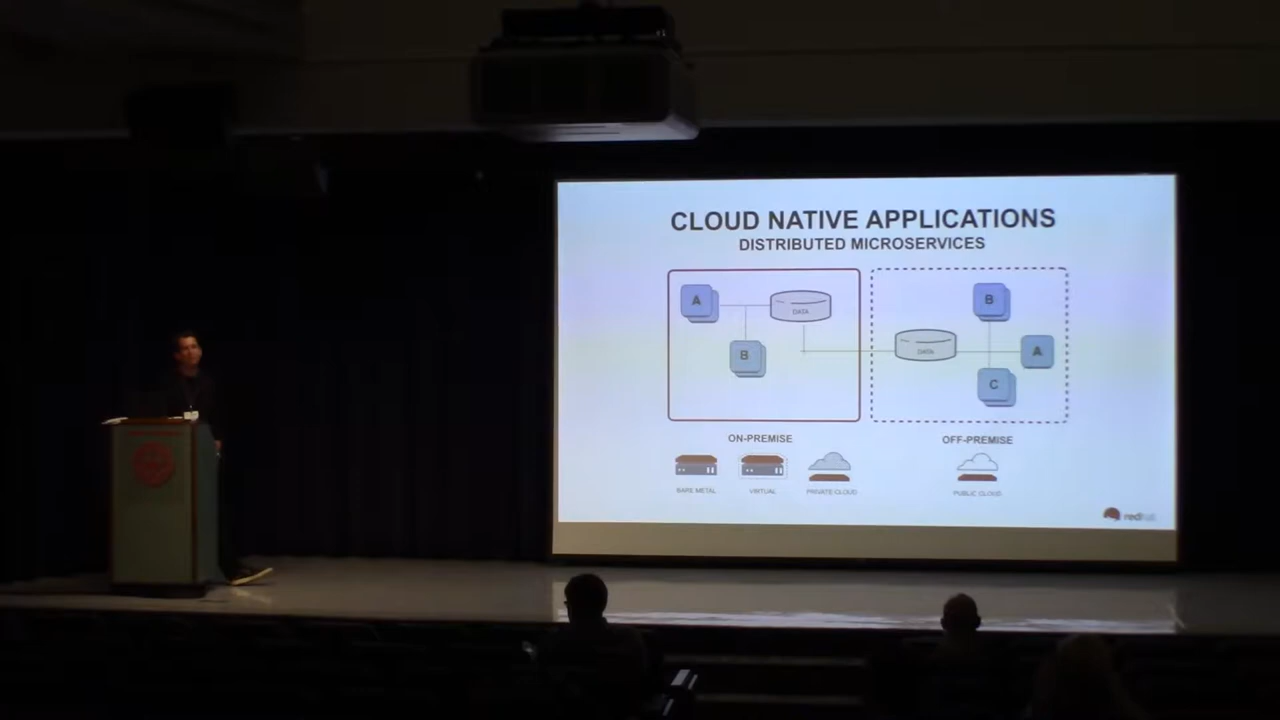 CLOUD NATIVE APPLICATIONS
DISTRIBUTED MICROSERVICES
A
DATA
B
B
DATA
A
C
ON-PREMISE
OFF-PREMISE
BARE METAL
VIRTUAL
PRIVATE CLOUD
PUBLIC CLOUD
redhat